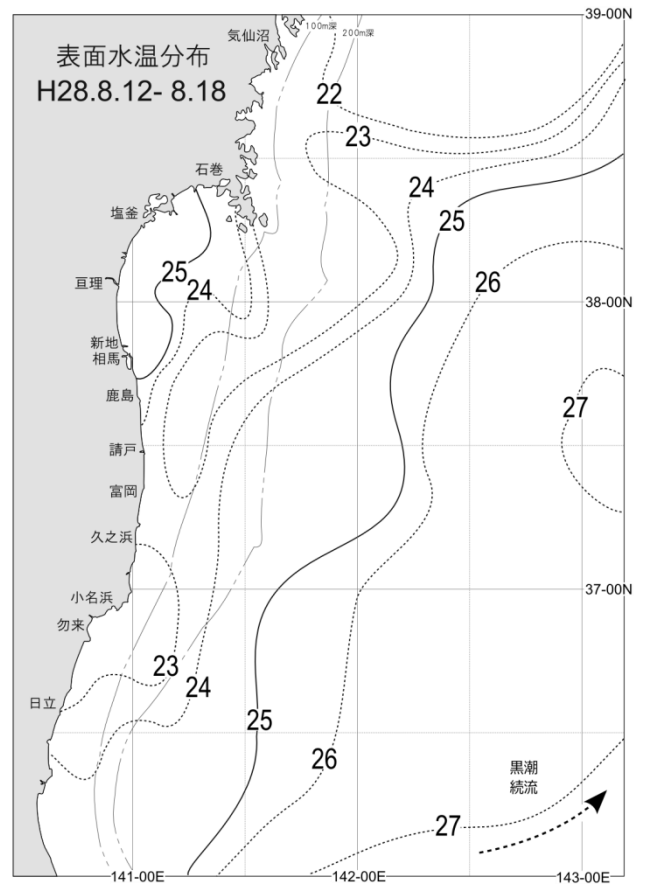 39-00N
100m深
200m深
気仙沼
表面水温分布
H28.8.12- 8.18
22
23
石巻
24
塩釜
25
25
亘理
24
26
38-00N
新地
相馬
鹿島
27
請戸
富岡
久之浜
37-00N
小名浜
勿来
23
24
日立
25
26
黒潮
続流
27
141-00E
142-00E
143-00E